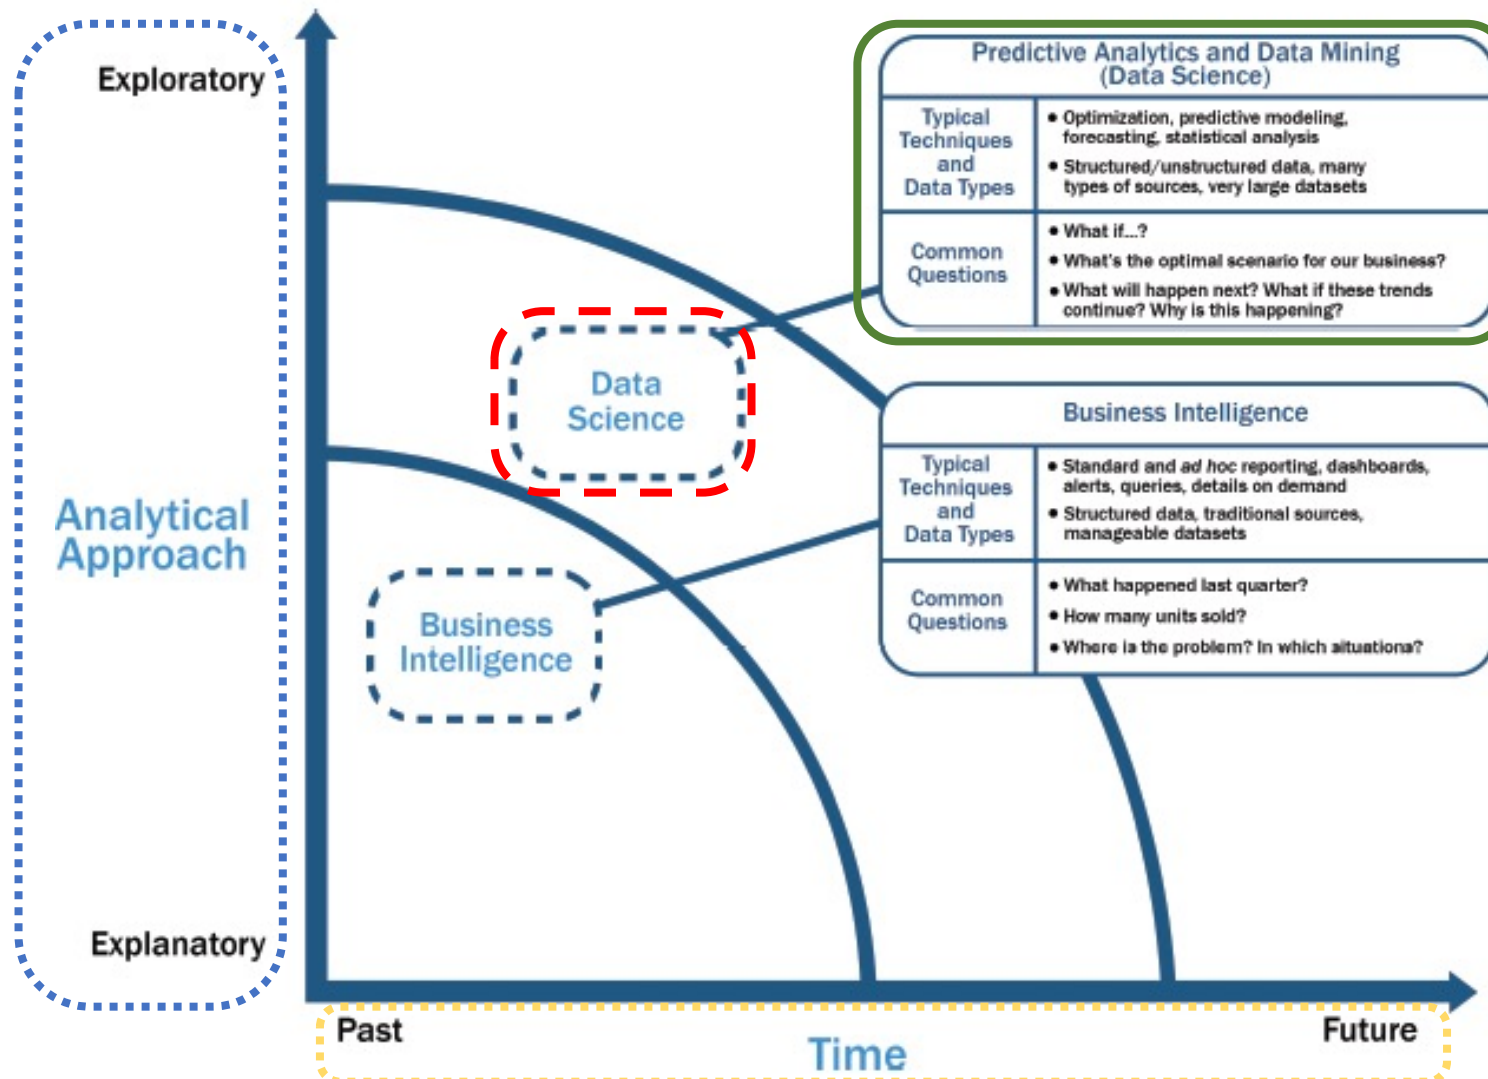 Exploratory
Analytical
Approach
Explanatory
Past
Time
Future
Data
Science
Business
Intelligence
Predictive Analytics and Data Mining
(Data Science)
Typical
Techniques
and
Data Types
• Optimization, predictive modeling,
forecasting, statistical analysis
• Structured/unstructured data, many
types of sources, very large datasets
Common
Questions
• What if...?
• What's the optimal scenario for our business?
• What will happen next? What if these trends
continue? Why is this happening?
Business Intelligence
Typical
Techniques
and
Data Types
• Standard and ad hoc reporting, dashboards,
alerts, queries, details on demand
• Structured data, traditional sources,
manageable datasets
Common
Questions
• What happened last quarter?
• How many units sold?
• Where is the problem? In which situations?